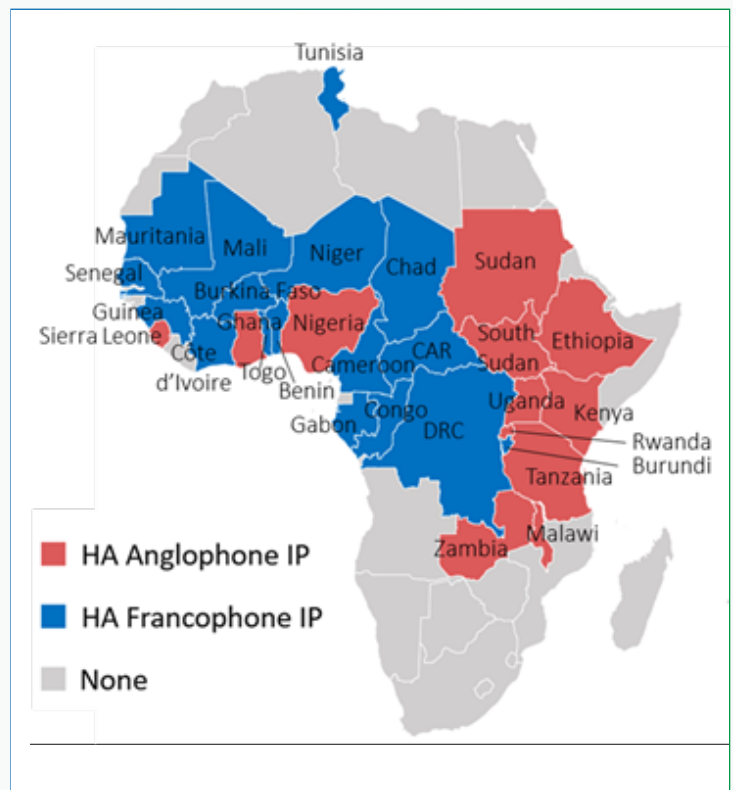 Tunisia
Mauritania
Mali
Niger
Chad
Sudan
Senegal
Burkina Faso
Guinea
Ghana
Nigeria
Sierra Leone
South
Sudan
Ethiopia
Côte
d’Ivoire
Togo
Benin
Cameroon
CAR
Uganda
Kenya
Gabon
Congo
DRC
Rwanda
Burundi
Tanzania
Malawi
Zambia
HA Anglophone IP
HA Francophone IP
None